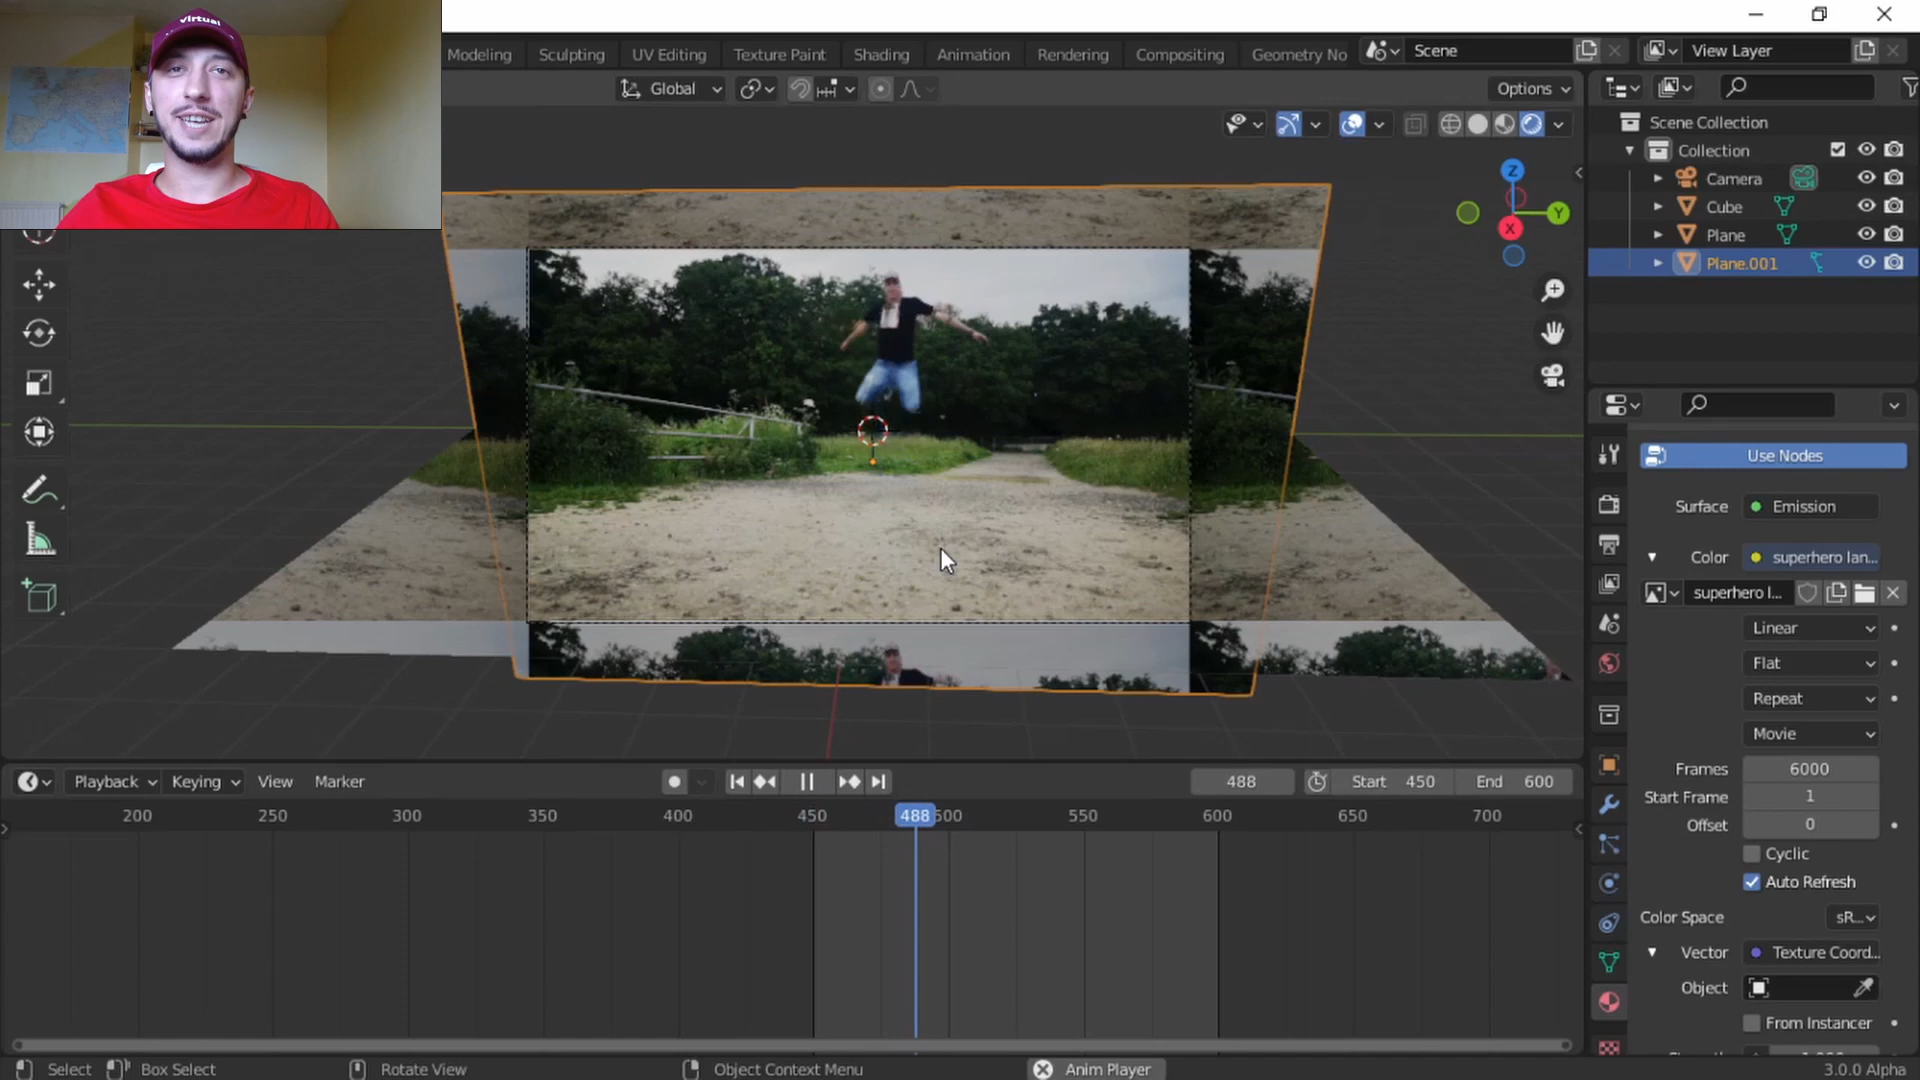 virtual
Modeling Sculpting UV Editing Texture Paint Shading Animation Rendering Compositing Geometry No
Scene
View Layer
Global
Options
Scene Collection
Collection
Camera
Cube
Plane
Plane.001
Z
Y
X
Use Nodes
Surface Emission
Color superhero lan...
superhero l...
Linear
Flat
Repeat
Movie
Frames 6000
Start Frame 1
Offset 0
Cyclic
Auto Refresh
Color Space sR...
Vector Texture Coord...
Object
From Instancer
Playback Keying View Marker
488 Start 450 End 600
200 250 300 350 400 450 488 500 550 600 650 700
Select Box Select Rotate View Object Context Menu Anim Player 3.0.0 Alpha